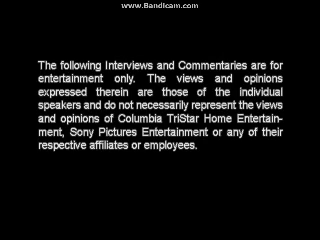 www.Bandicam.com
The following Interviews and Commentaries are for
entertainment only. The views and opinions
expressed therein are those of the individual
speakers and do not necessarily represent the views
and opinions of Columbia TriStar Home Entertain-
ment, Sony Pictures Entertainment or any of their
respective affiliates or employees.